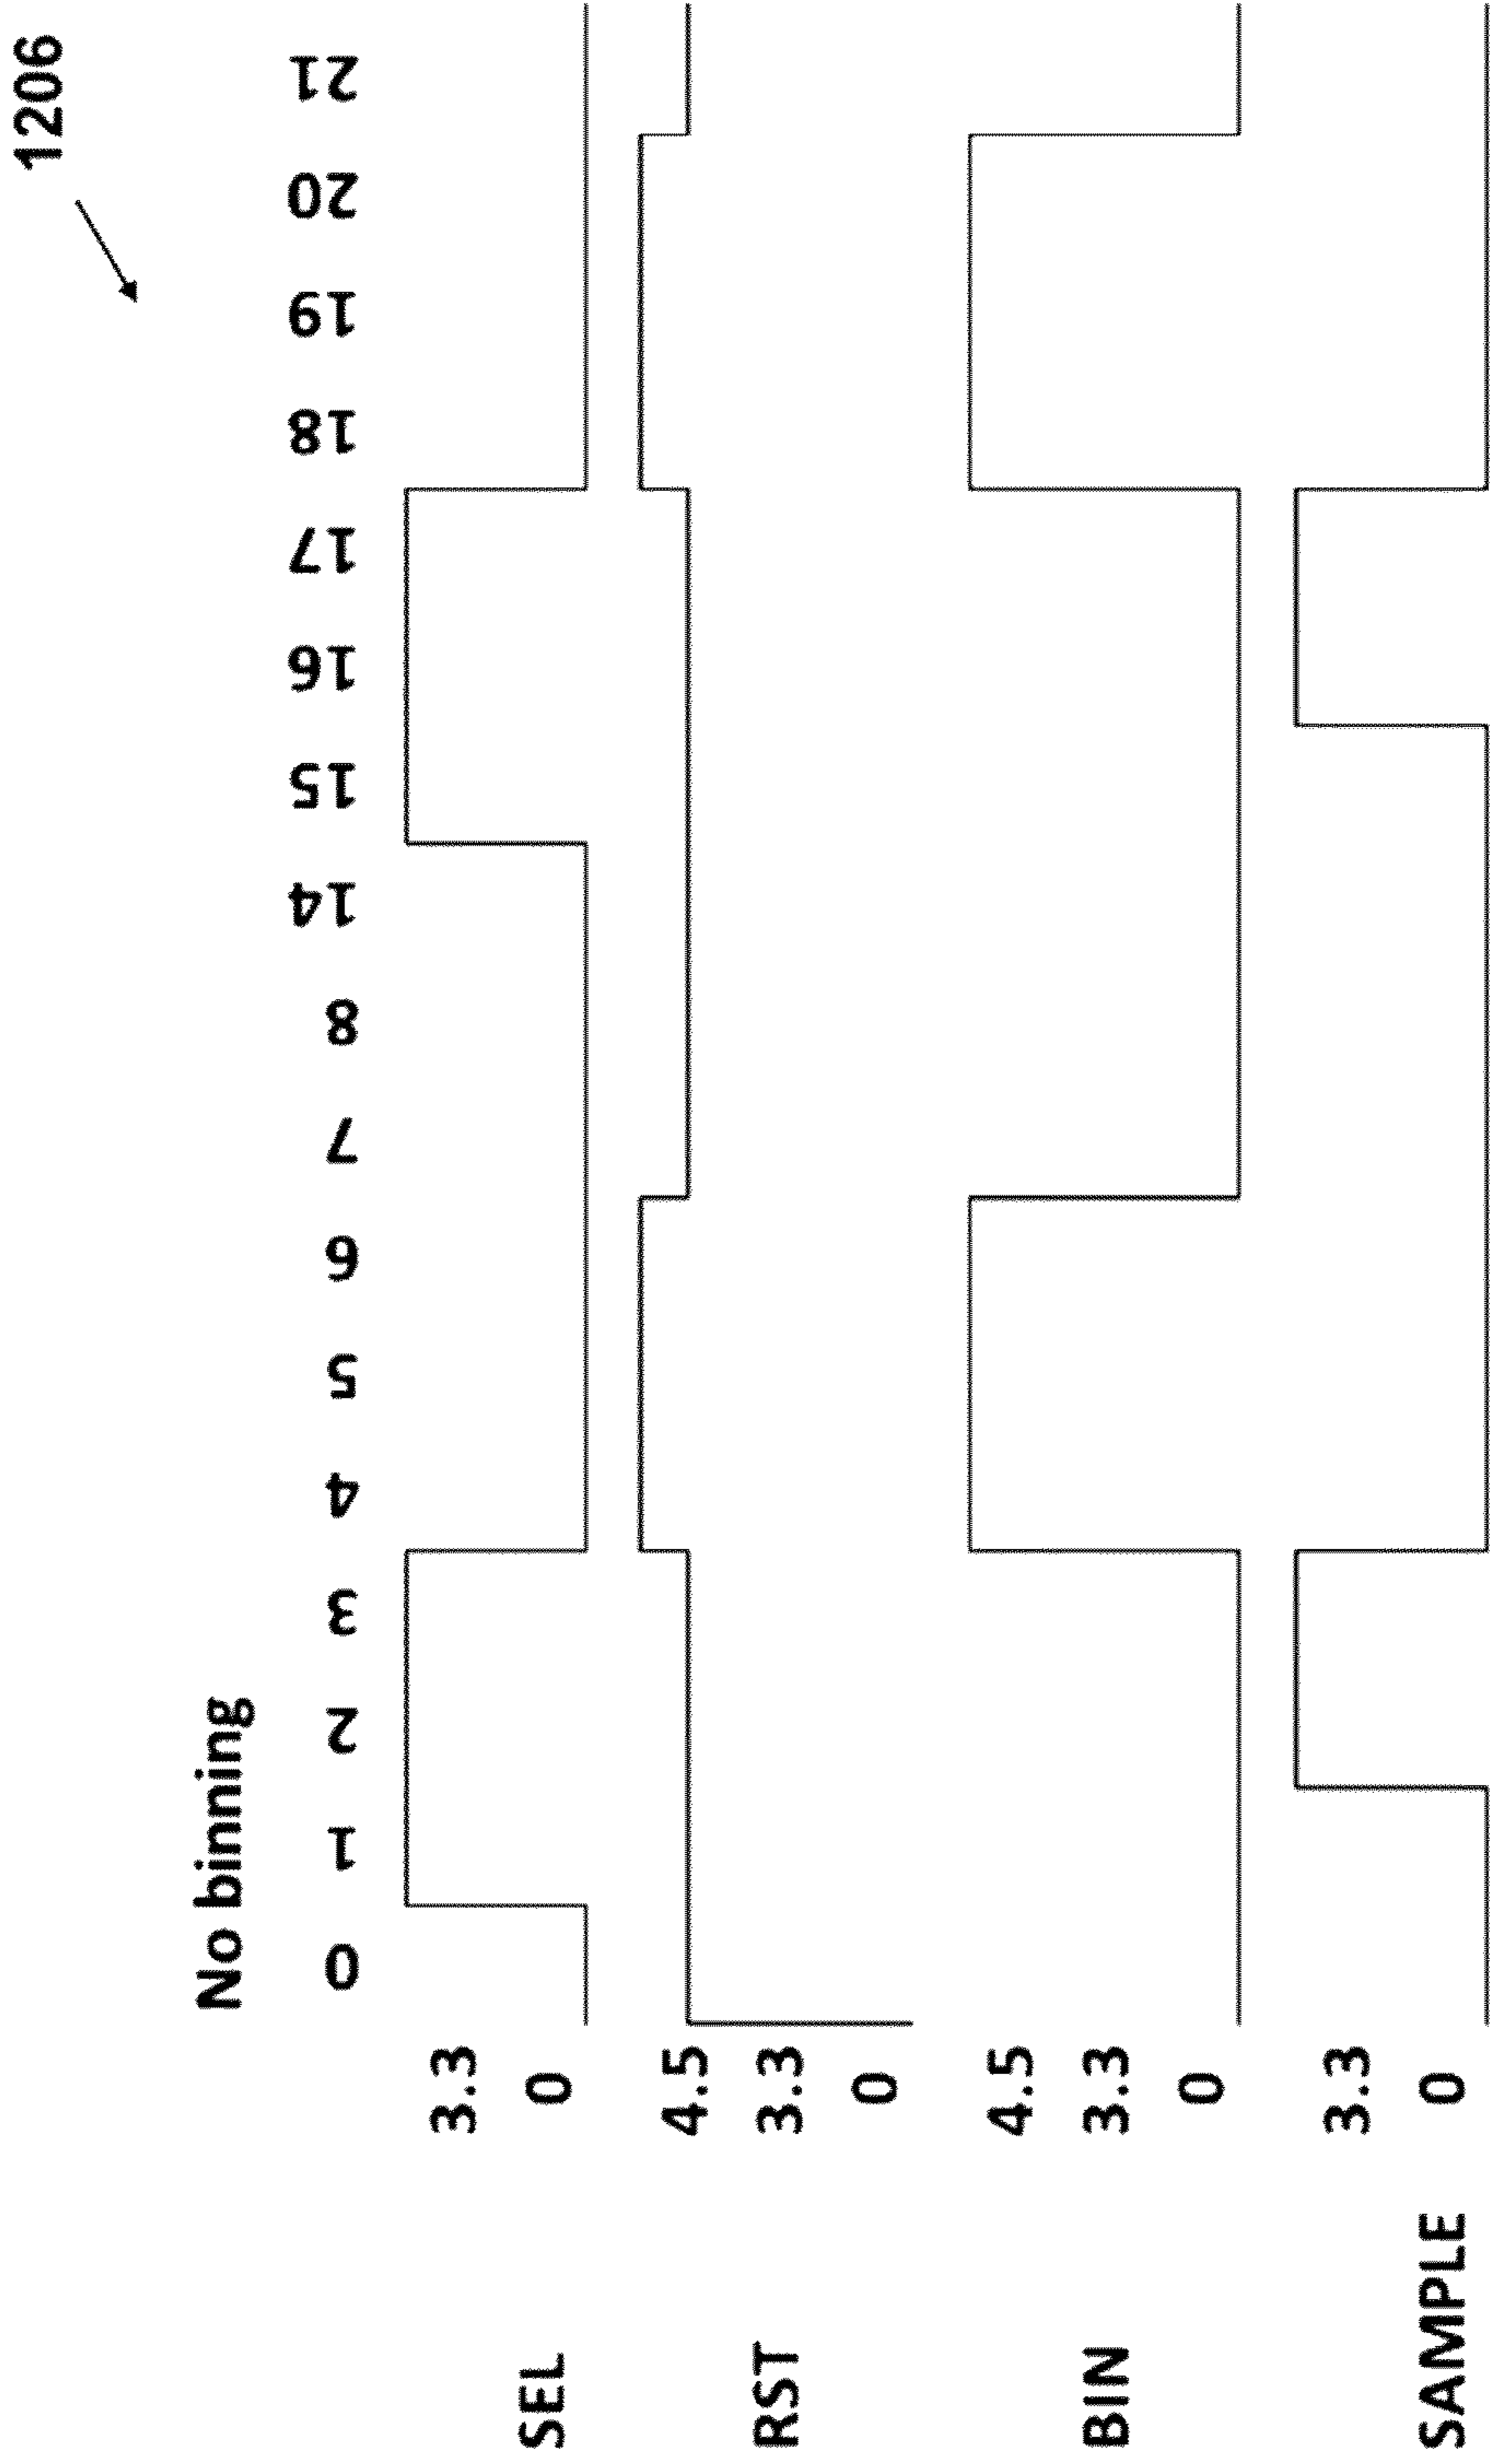 1206
No binning
0 1 2 3 4 5 6 7 8 14 15 16 17 18 19 20 21
SEL 3.3
0
RST 4.5
3.3
0
BIN 4.5
3.3
0
SAMPLE 3.3
0